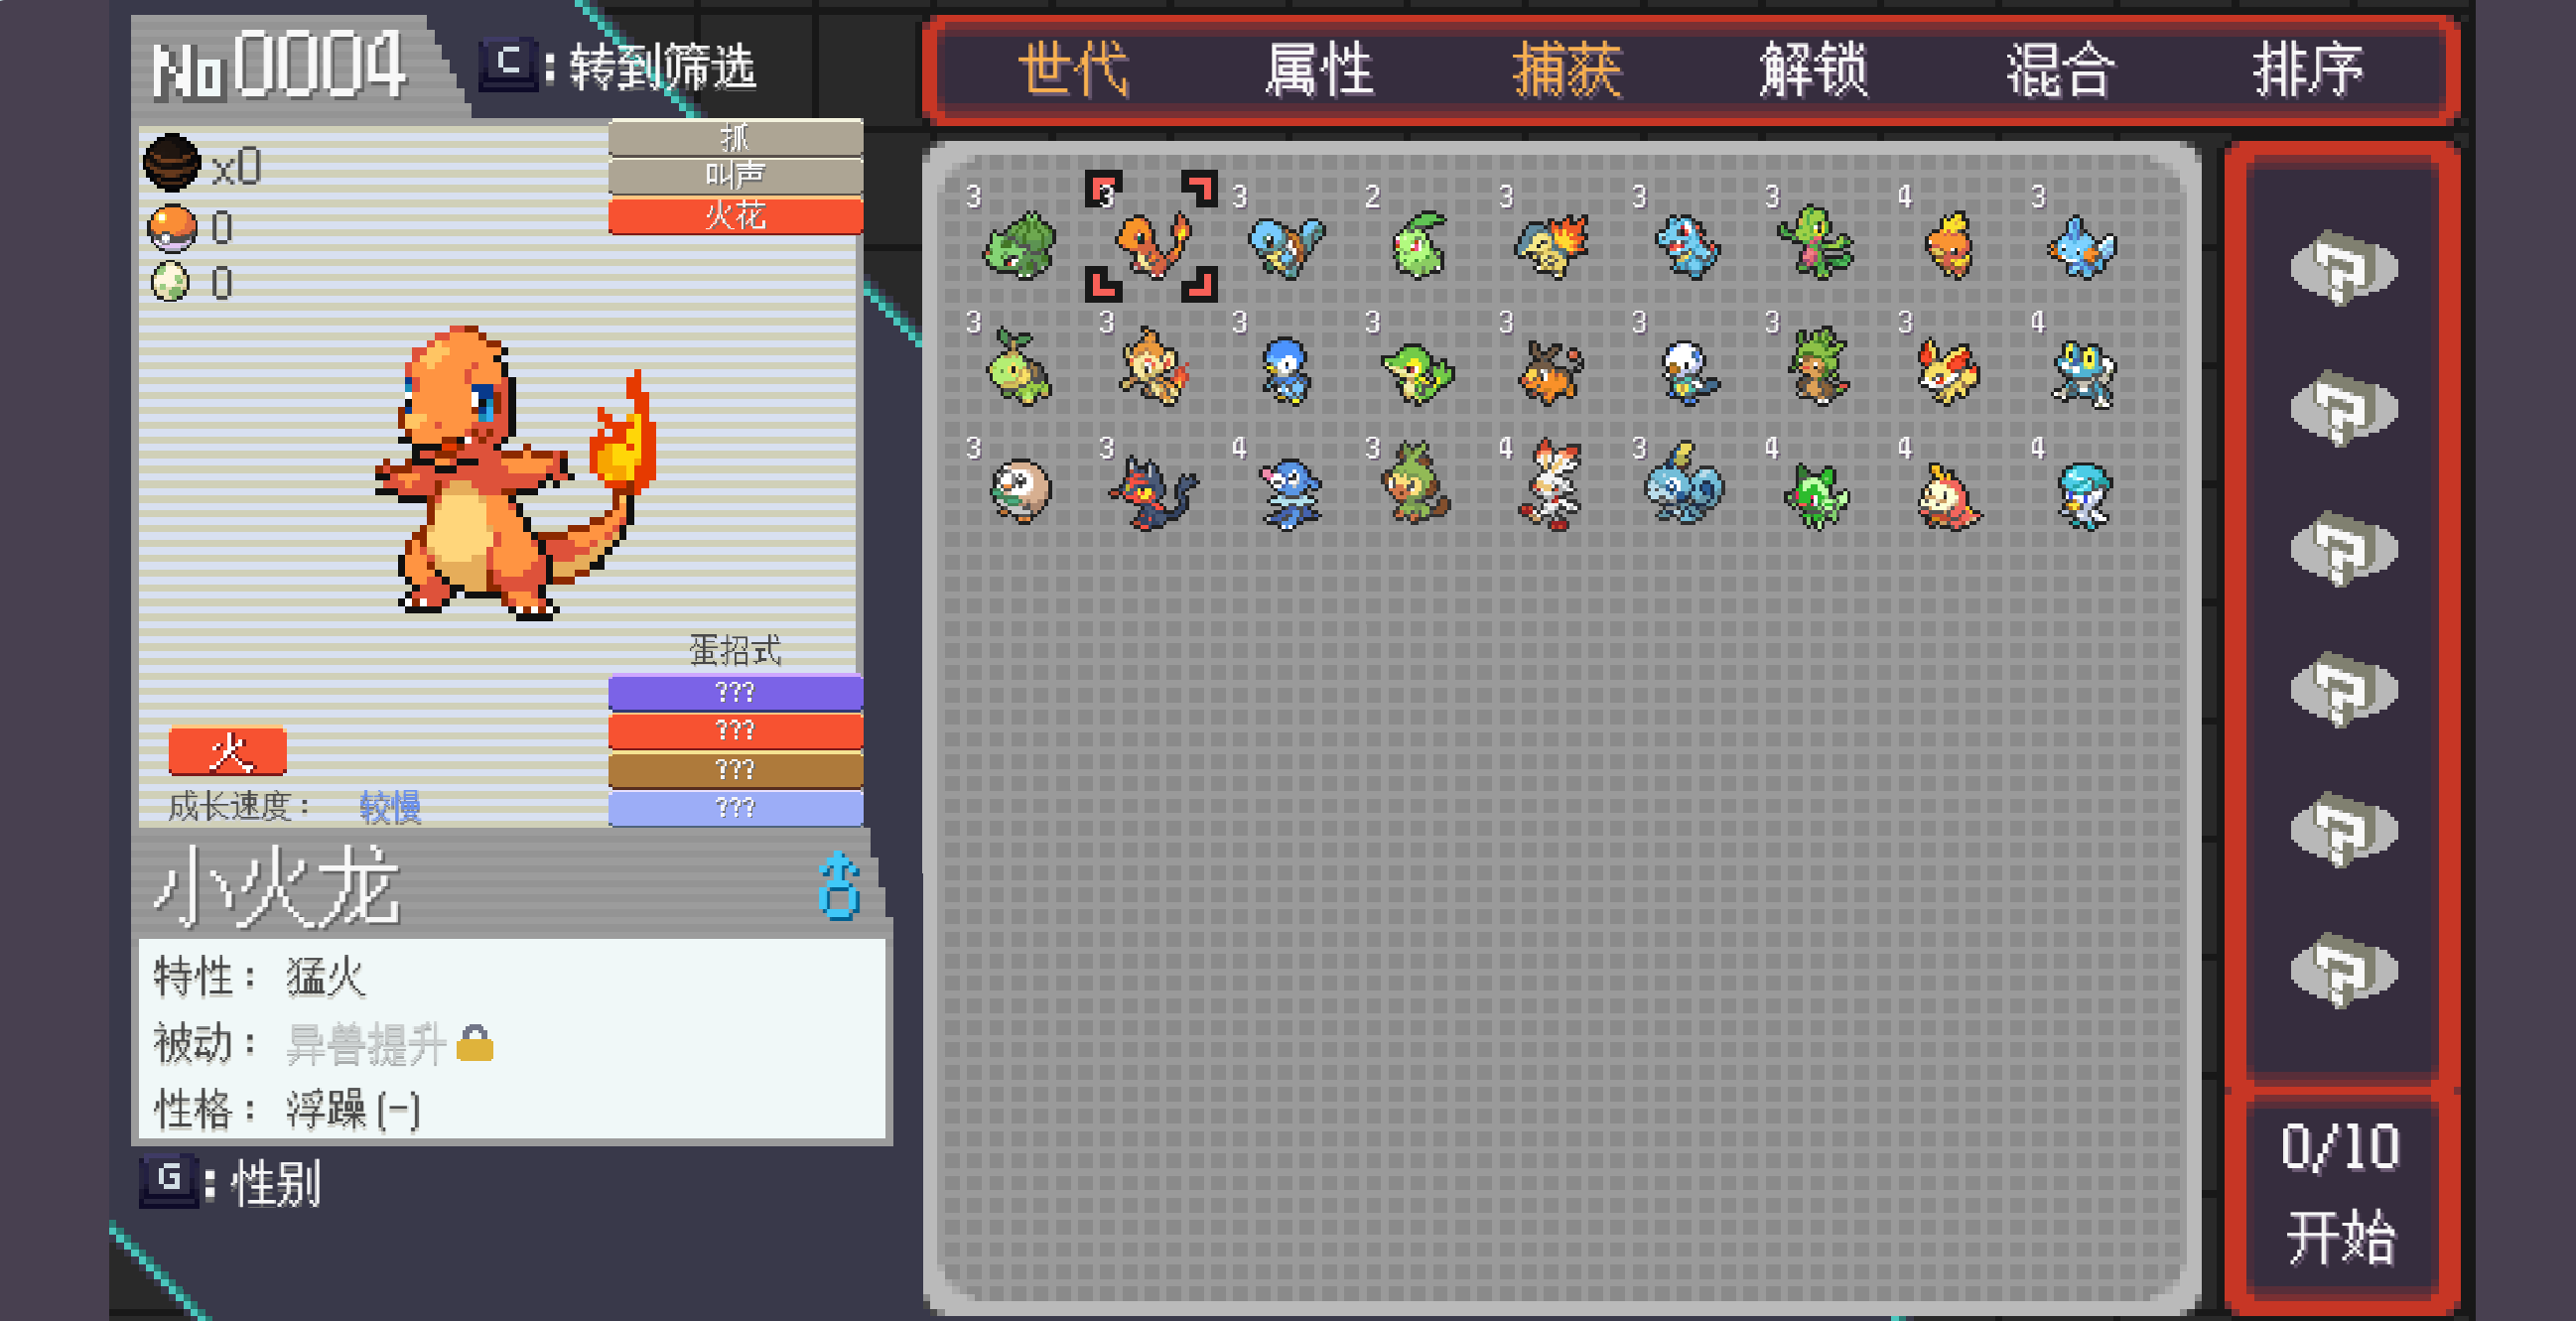 No0004
C：转到筛选
世代 属性 捕获 解锁 混合 排序
x0
0
0
抓
叫声
火花
蛋招式
???
???
???
???
火
成长速度： 较慢
小火龙 ♂
特性： 猛火
被动： 异兽提升
性格： 浮躁(-)
G：性别
3 3 3 2 3 3 3 4 3
3 3 3 3 3 3 3 3 4
3 3 4 3 4 3 4 4 4
?
?
?
?
?
?
0/10
开始